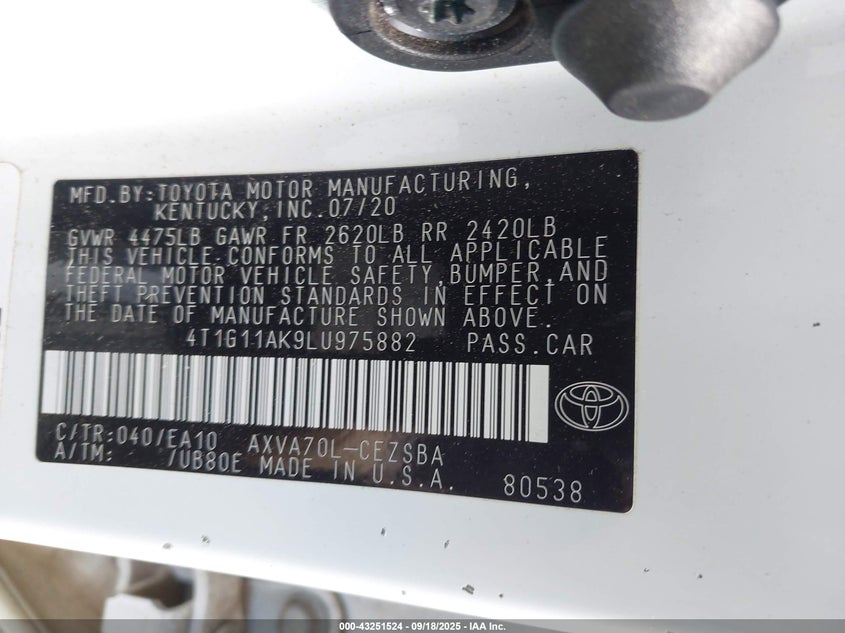 MFD.BY:TOYOTA MOTOR MANUFACTURING,
KENTUCKY,INC.07/20
GVWR 4475LB GAWR FR 2620LB RR 2420LB
THIS VEHICLE CONFORMS TO ALL APPLICABLE
FEDERAL MOTOR VEHICLE SAFETY,BUMPER,AND
THEFT PREVENTION STANDARDS IN EFFECT ON
THE DATE OF MANUFACTURE SHOWN ABOVE.
4T1G11AK9LU975882 PASS.CAR
C/TR:040/EA10 AXVA70L-CEZSBA
A/TM: /UB80E MADE IN U.S.A.
80538
000-43251524 - 09/18/2025 - IAA Inc.